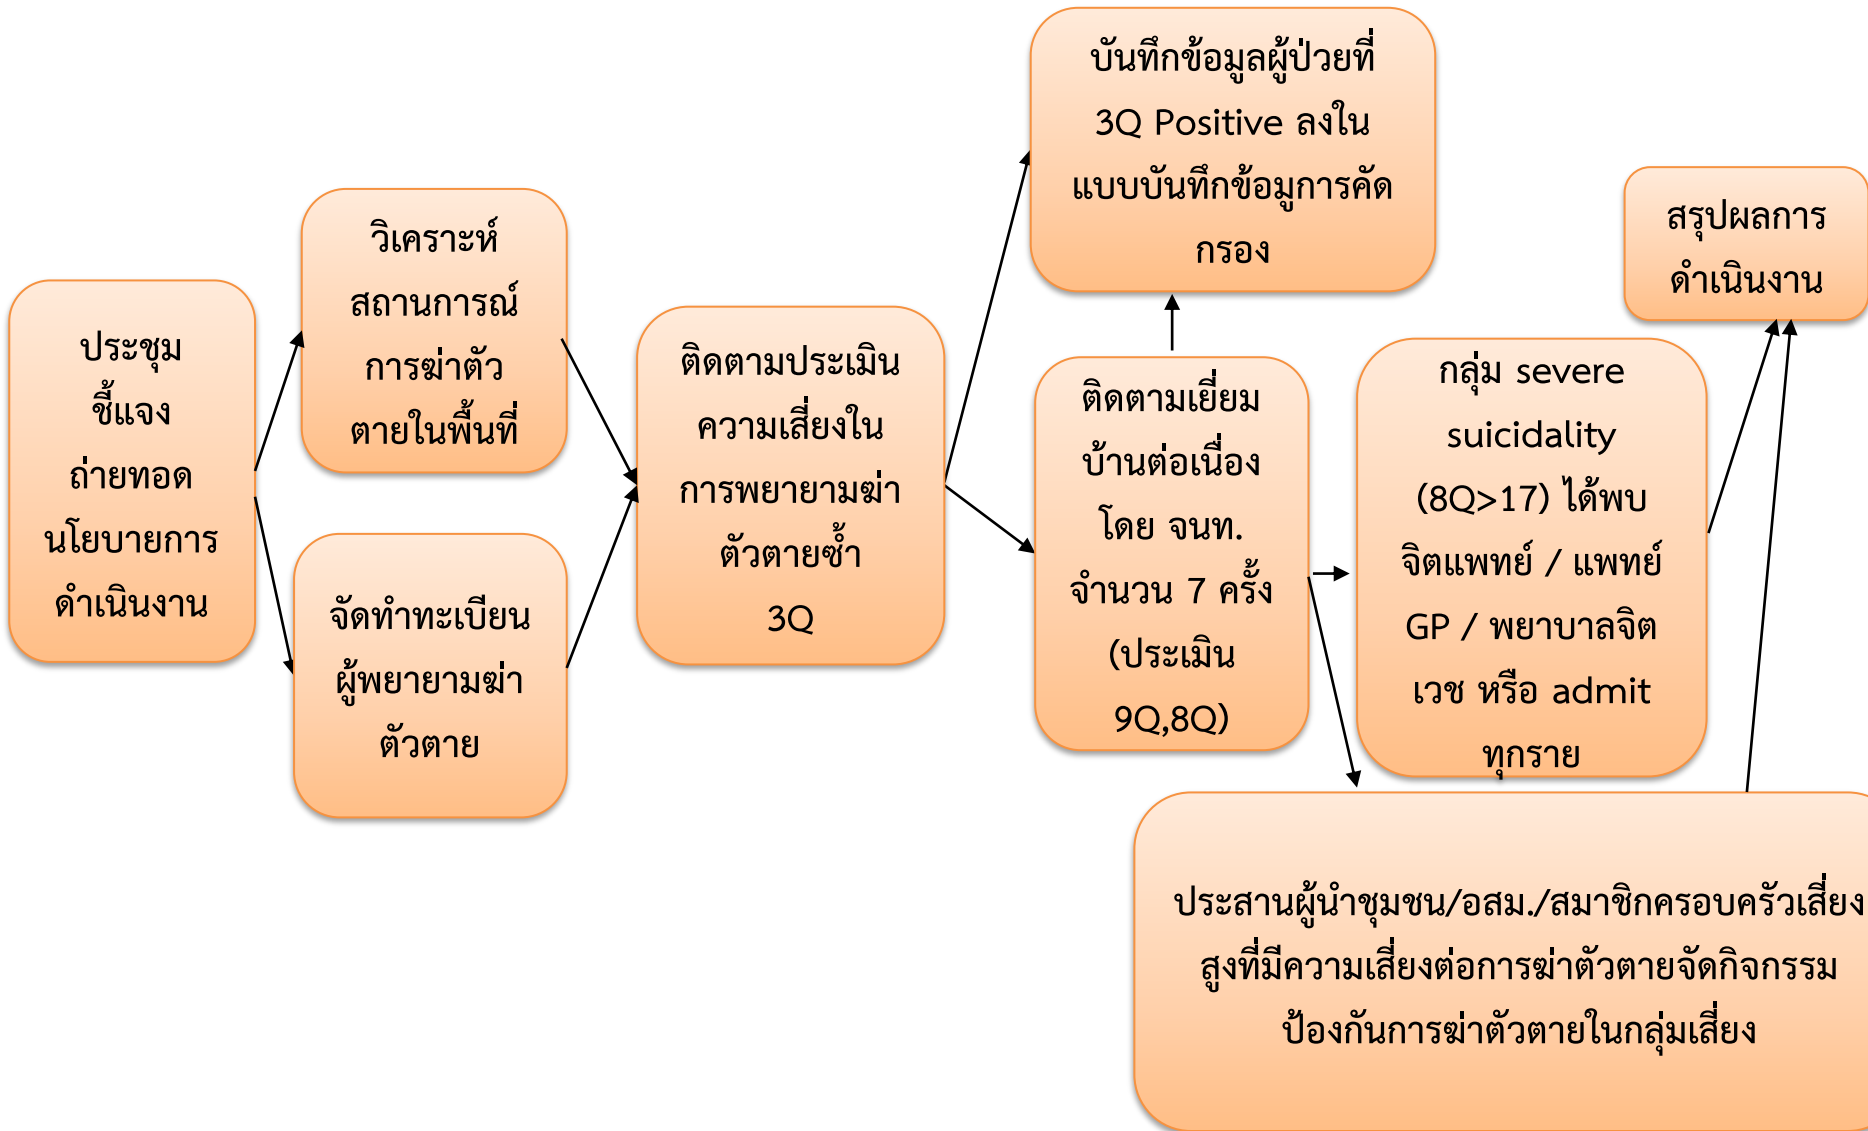 ประชุม
ชี้แจง
ถ่ายทอด
นโยบายการ
ดำเนินงาน
วิเคราะห์
สถานการณ์
การฆ่าตัว
ตายในพื้นที่
จัดทำทะเบียน
ผู้พยายามฆ่า
ตัวตาย
ติดตามประเมิน
ความเสี่ยงใน
การพยายามฆ่า
ตัวตายซ้ำ
3Q
บันทึกข้อมูลผู้ป่วยที่
3Q Positive ลงใน
แบบบันทึกข้อมูการคัด
กรอง
ติดตามเยี่ยม
บ้านต่อเนื่อง
โดย จนท.
จำนวน 7 ครั้ง
(ประเมิน
9Q,8Q)
กลุ่ม severe
suicidality
(8Q>17) ได้พบ
จิตแพทย์ / แพทย์
GP / พยาบาลจิต
เวช หรือ admit
ทุกราย
สรุปผลการ
ดำเนินงาน
ประสานผู้นำชุมชน/อสม./สมาชิกครอบครัวเสี่ยง
สูงที่มีความเสี่ยงต่อการฆ่าตัวตายจัดกิจกรรม
ป้องกันการฆ่าตัวตายในกลุ่มเสี่ยง